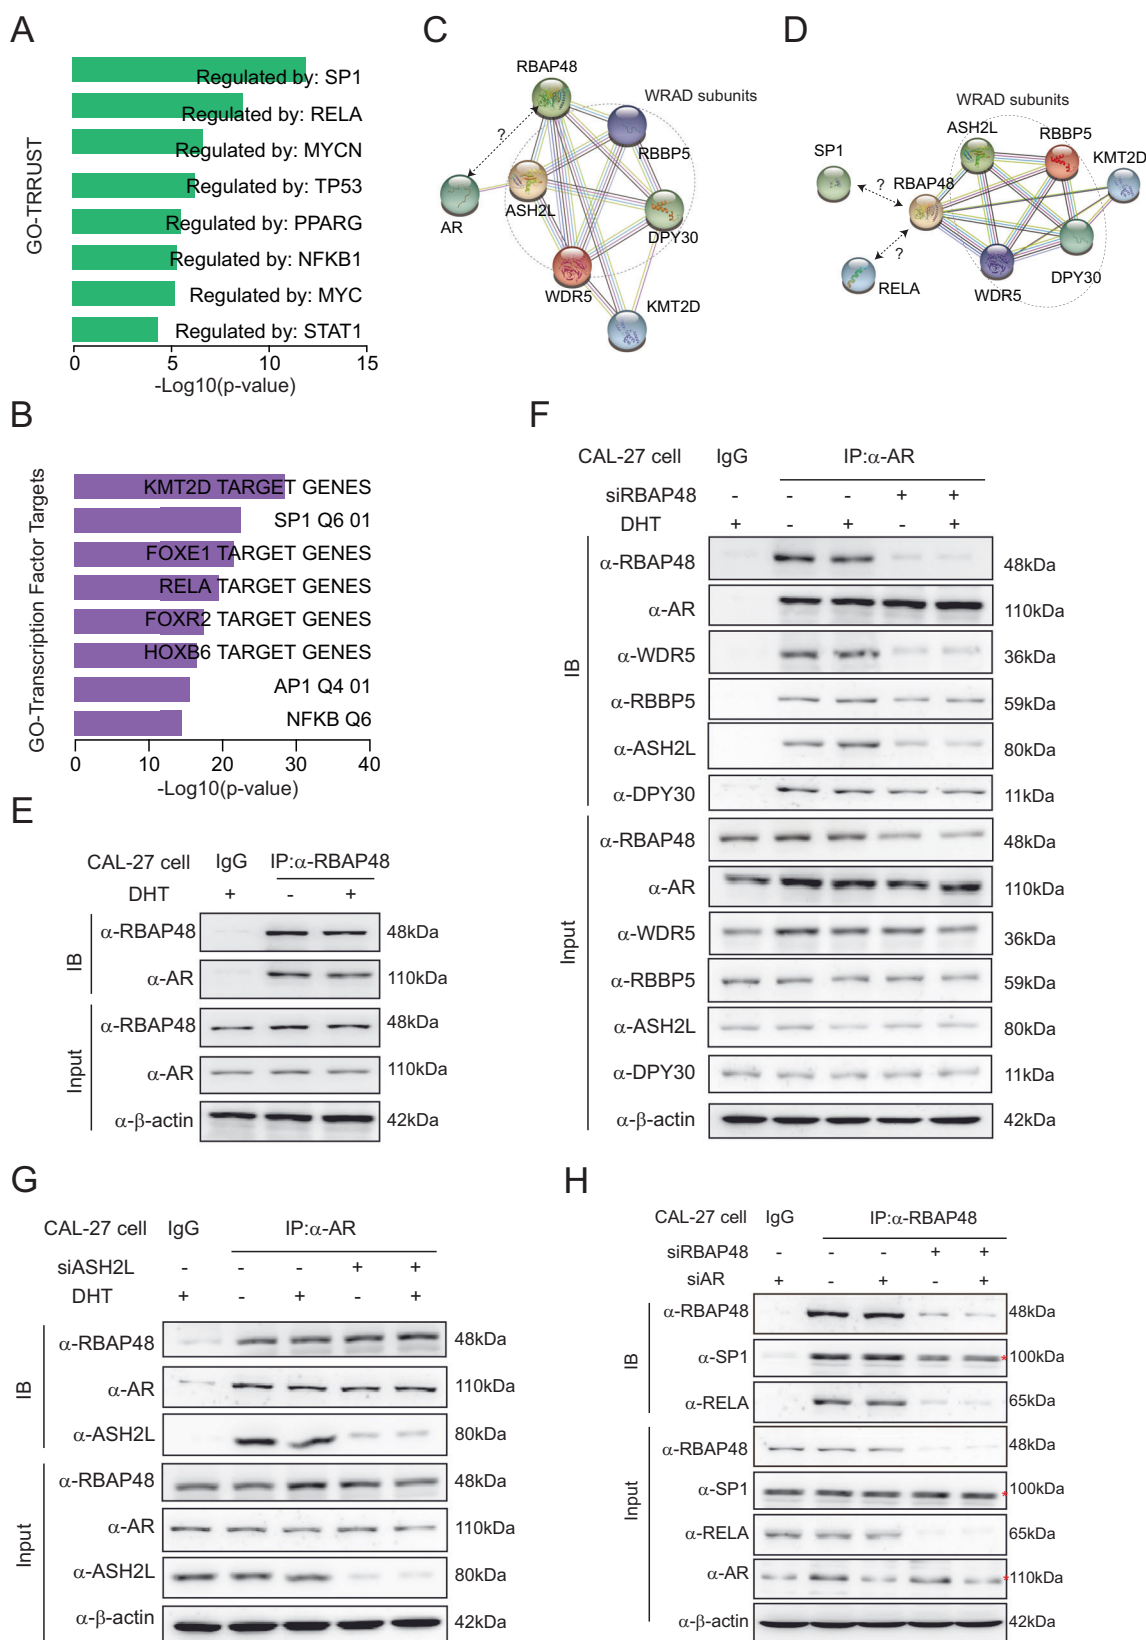 A
GO-TRRUST
Regulated by: SP1
Regulated by: RELA
Regulated by: MYCN
Regulated by: TP53
Regulated by: PPARG
Regulated by: NFKB1
Regulated by: MYC
Regulated by: STAT1
0 5 10 15
-Log10(p-value)
B
GO-Transcription Factor Targets
KMT2D TARGET GENES
SP1 Q6 01
FOXE1 TARGET GENES
RELA TARGET GENES
FOXR2 TARGET GENES
HOXB6 TARGET GENES
AP1 Q4 01
NFKB Q6
0 10 20 30 40
-Log10(p-value)
C
RBAP48
WRAD subunits
?
RBBP5
ASH2L
AR
DPY30
WDR5
KMT2D
D
WRAD subunits
ASH2L
RBBP5
SP1
KMT2D
?
RBAP48
?
RELA
DPY30
WDR5
E
CAL-27 cell IgG IP:α-RBAP48
DHT + - +
IB
α-RBAP48 48kDa
α-AR 110kDa
Input
α-RBAP48 48kDa
α-AR 110kDa
α-β-actin 42kDa
F
CAL-27 cell IgG IP:α-AR
siRBAP48 - - - + +
DHT + - + - +
IB
α-RBAP48 48kDa
α-AR 110kDa
α-WDR5 36kDa
α-RBBP5 59kDa
α-ASH2L 80kDa
α-DPY30 11kDa
Input
α-RBAP48 48kDa
α-AR 110kDa
α-WDR5 36kDa
α-RBBP5 59kDa
α-ASH2L 80kDa
α-DPY30 11kDa
α-β-actin 42kDa
G
CAL-27 cell IgG IP:α-AR
siASH2L - - - + +
DHT + - + - +
IB
α-RBAP48 48kDa
α-AR 110kDa
α-ASH2L 80kDa
Input
α-RBAP48 48kDa
α-AR 110kDa
α-ASH2L 80kDa
α-β-actin 42kDa
H
CAL-27 cell IgG IP:α-RBAP48
siRBAP48 - - - + +
siAR + - + - +
IB
α-RBAP48 48kDa
α-SP1 *100kDa
α-RELA 65kDa
Input
α-RBAP48 48kDa
α-SP1 *100kDa
α-RELA 65kDa
α-AR *110kDa
α-β-actin 42kDa